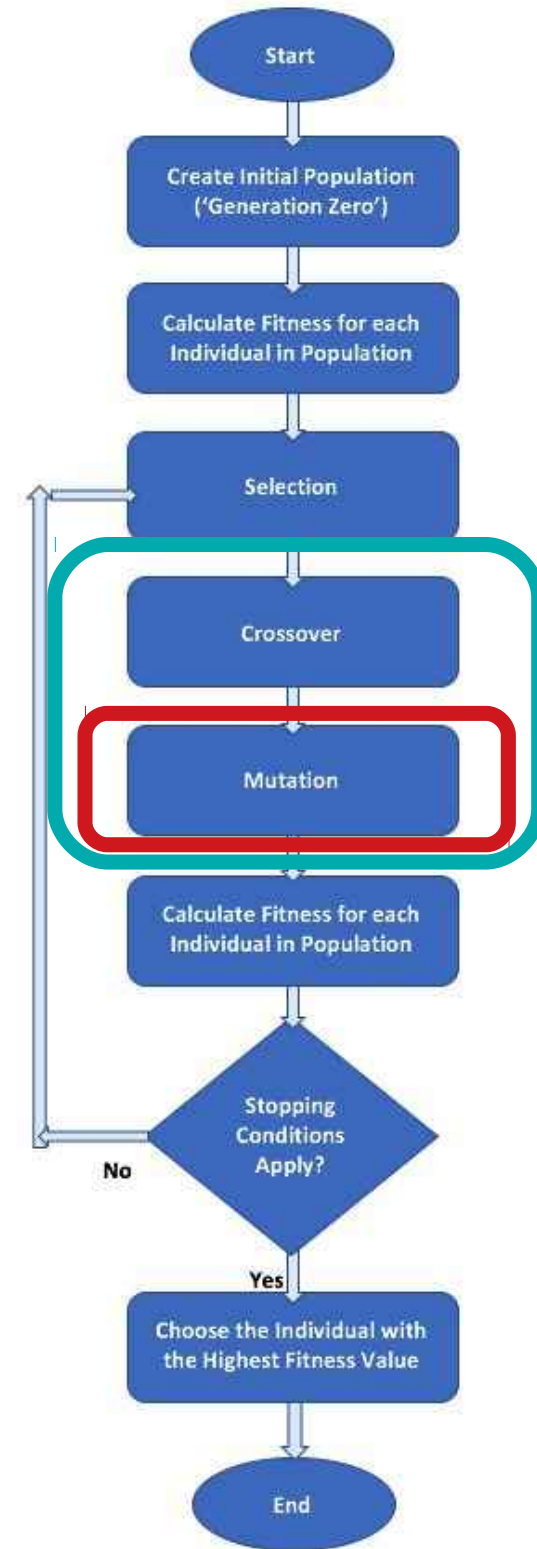 Start
Create Initial Population
('Generation Zero')
Calculate Fitness for each
Individual in Population
Selection
Crossover
Mutation
Calculate Fitness for each
Individual in Population
Stopping
Conditions
Apply?
No
Yes
Choose the Individual with
the Highest Fitness Value
End